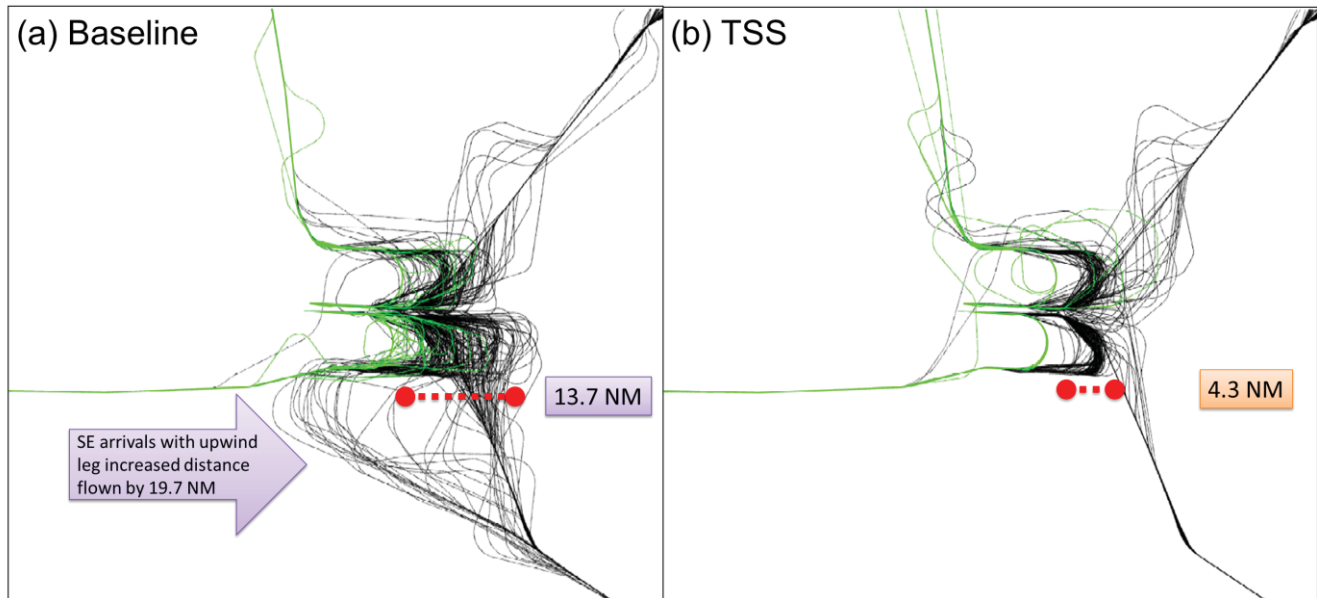 (a) Baseline
(b) TSS
13.7 NM
4.3 NM
SE arrivals with upwind
leg increased distance
flown by 19.7 NM